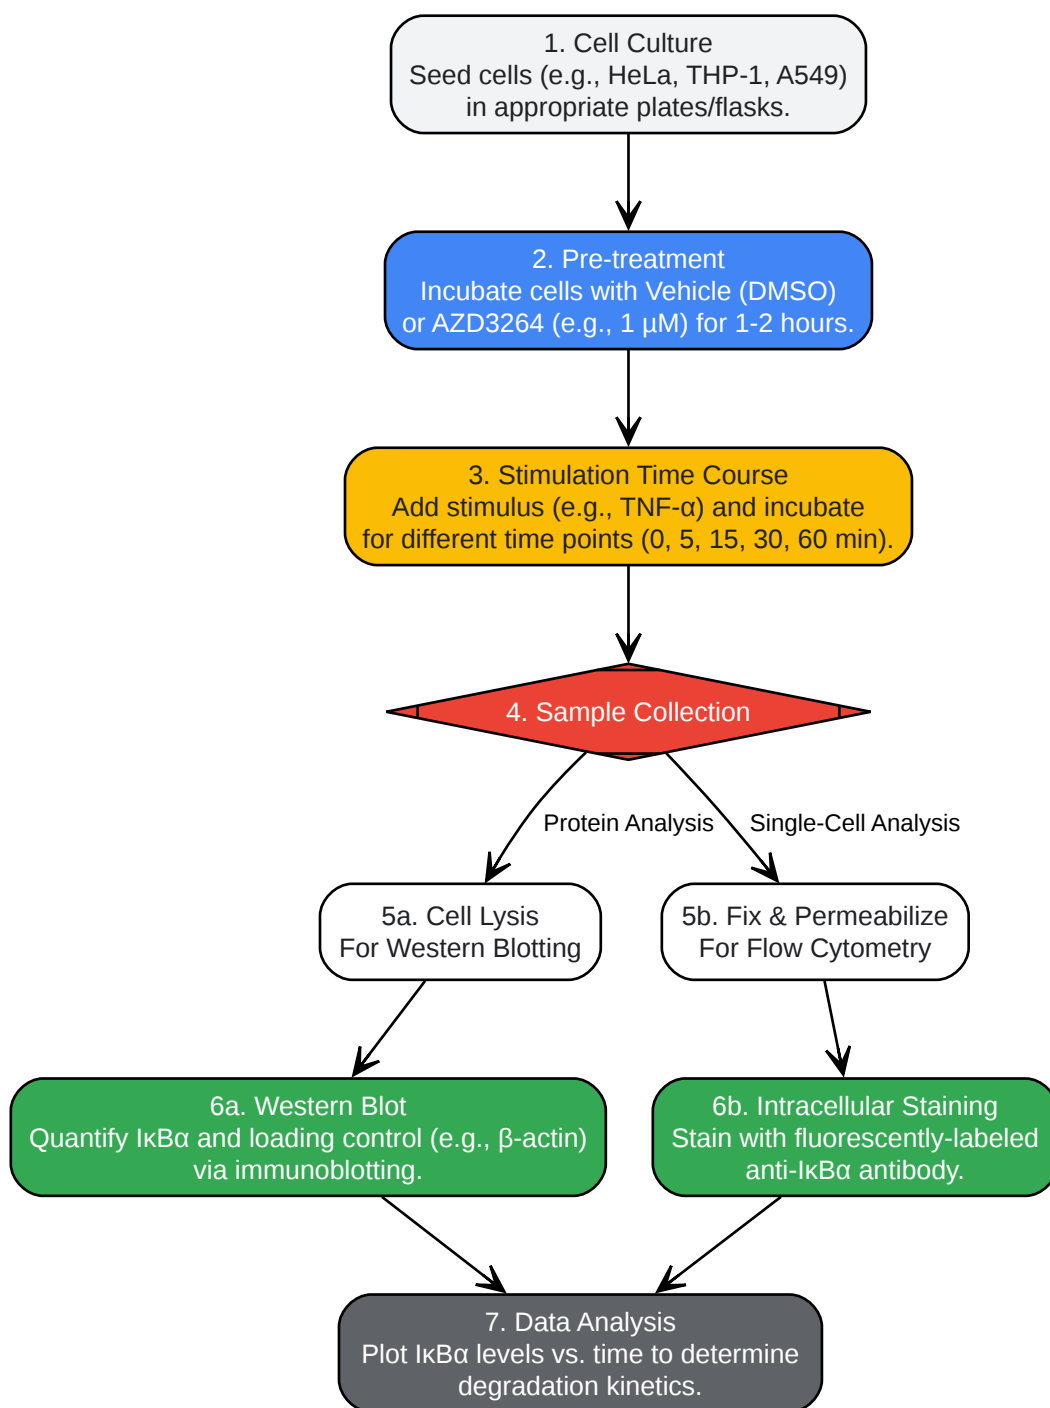 1. Cell Culture
Seed cells (e.g., HeLa, THP-1, A549)
in appropriate plates/flasks.
2. Pre-treatment
Incubate cells with Vehicle (DMSO)
or AZD3264 (e.g., 1 µM) for 1-2 hours.
3. Stimulation Time Course
Add stimulus (e.g., TNF-α) and incubate
for different time points (0, 5, 15, 30, 60 min).
4. Sample Collection
Protein Analysis
Single-Cell Analysis
5a. Cell Lysis
For Western Blotting
5b. Fix & Permeabilize
For Flow Cytometry
6a. Western Blot
Quantify IκBα and loading control (e.g., β-actin)
via immunoblotting.
6b. Intracellular Staining
Stain with fluorescently-labeled
anti-IκBα antibody.
7. Data Analysis
Plot IκBα levels vs. time to determine
degradation kinetics.